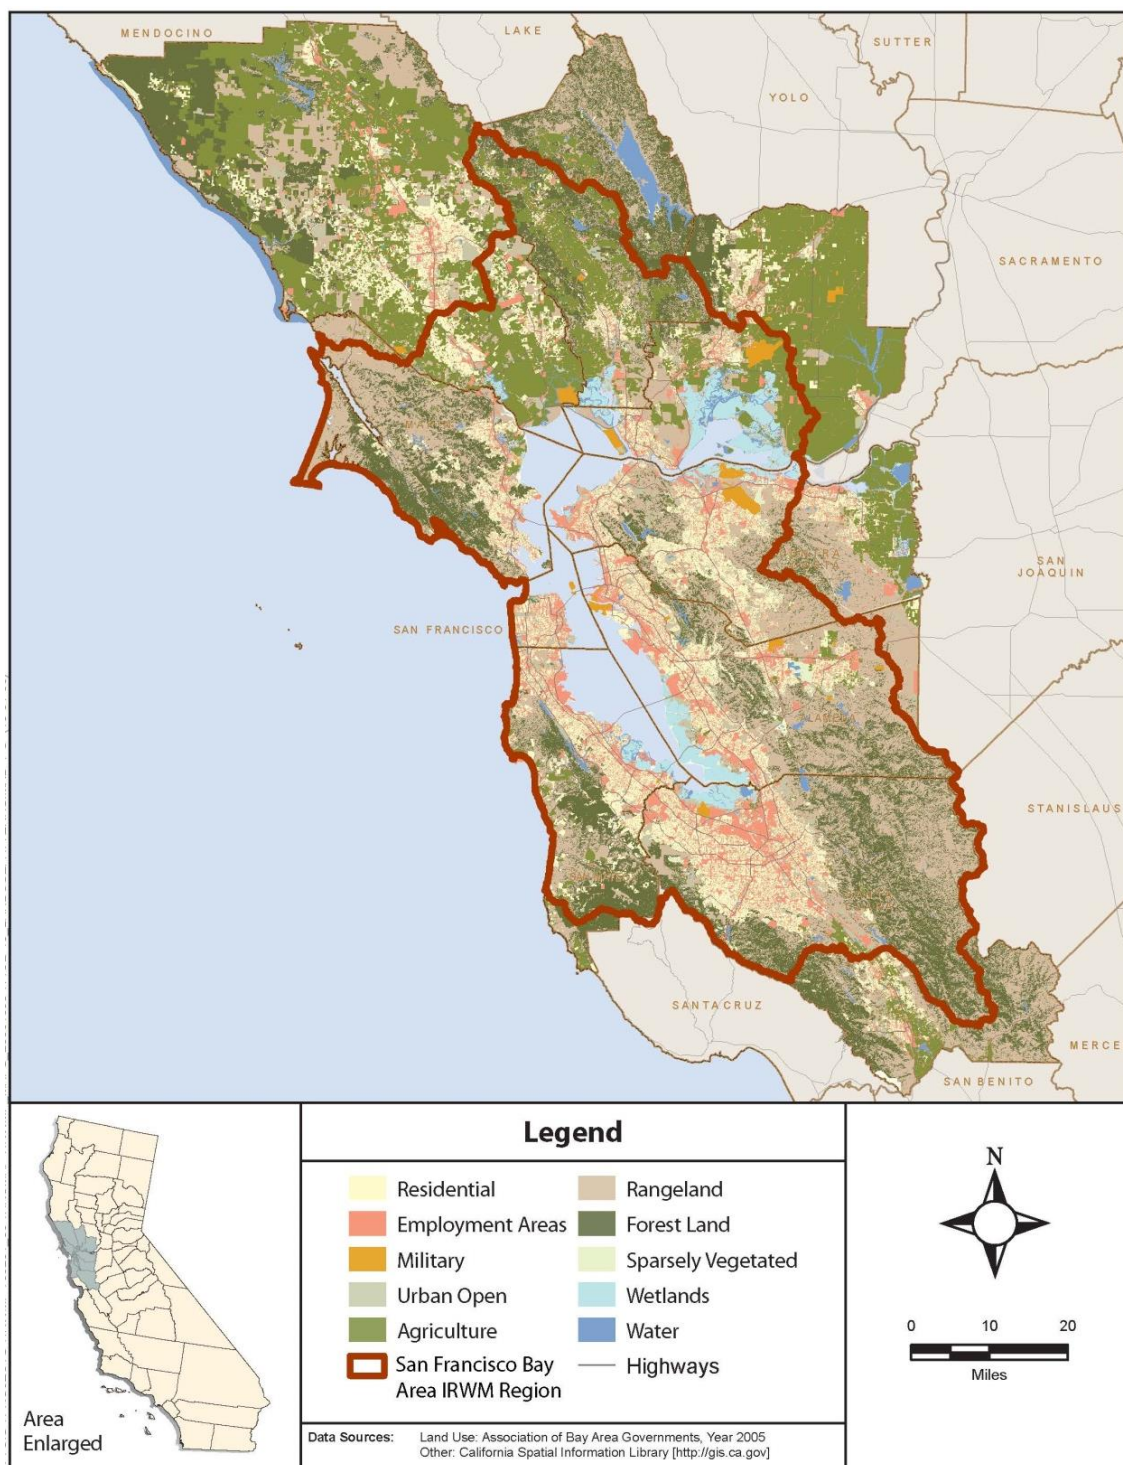 MENDOCINO
LAKE
SUTTER
YOLO
SACRAMENTO
SAN
JOAQUIN
SAN FRANCISCO
STANISLAUS
SANTA CRUZ
MERCE
SAN BENITO
Area
Enlarged
Legend
Residential
Employment Areas
Military
Urban Open
Agriculture
San Francisco Bay
Area IRWM Region
Rangeland
Forest Land
Sparsely Vegetated
Wetlands
Water
Highways
N
0 10 20
Miles
Data Sources: Land Use: Association of Bay Area Governments, Year 2005
Other: California Spatial Information Library [http://gis.ca.gov]